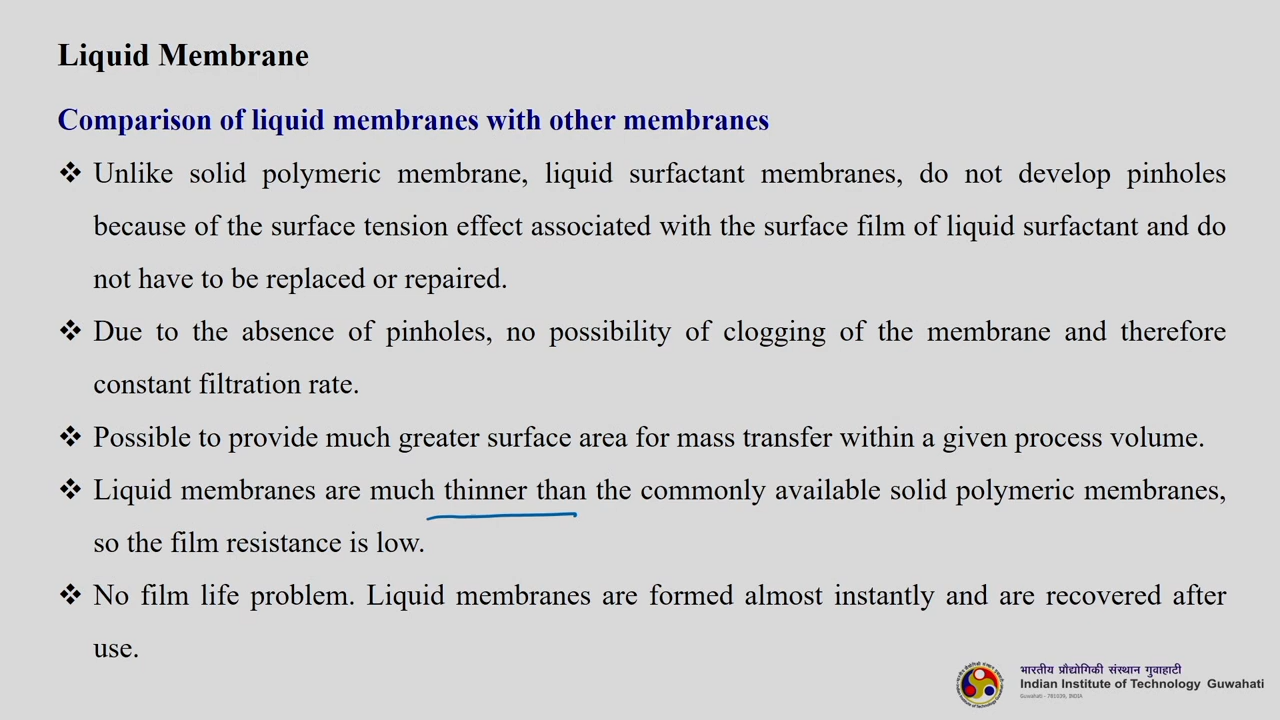 Liquid Membrane
Comparison of liquid membranes with other membranes
❖ Unlike solid polymeric membrane, liquid surfactant membranes, do not develop pinholes
because of the surface tension effect associated with the surface film of liquid surfactant and do
not have to be replaced or repaired.
❖ Due to the absence of pinholes, no possibility of clogging of the membrane and therefore
constant filtration rate.
❖ Possible to provide much greater surface area for mass transfer within a given process volume.
❖ Liquid membranes are much thinner than the commonly available solid polymeric membranes,
so the film resistance is low.
❖ No film life problem. Liquid membranes are formed almost instantly and are recovered after
use.
भारतीय प्रौद्योगिकी संस्थान गुवाहाटी
Indian Institute of Technology Guwahati
Guwahati - 781039, INDIA